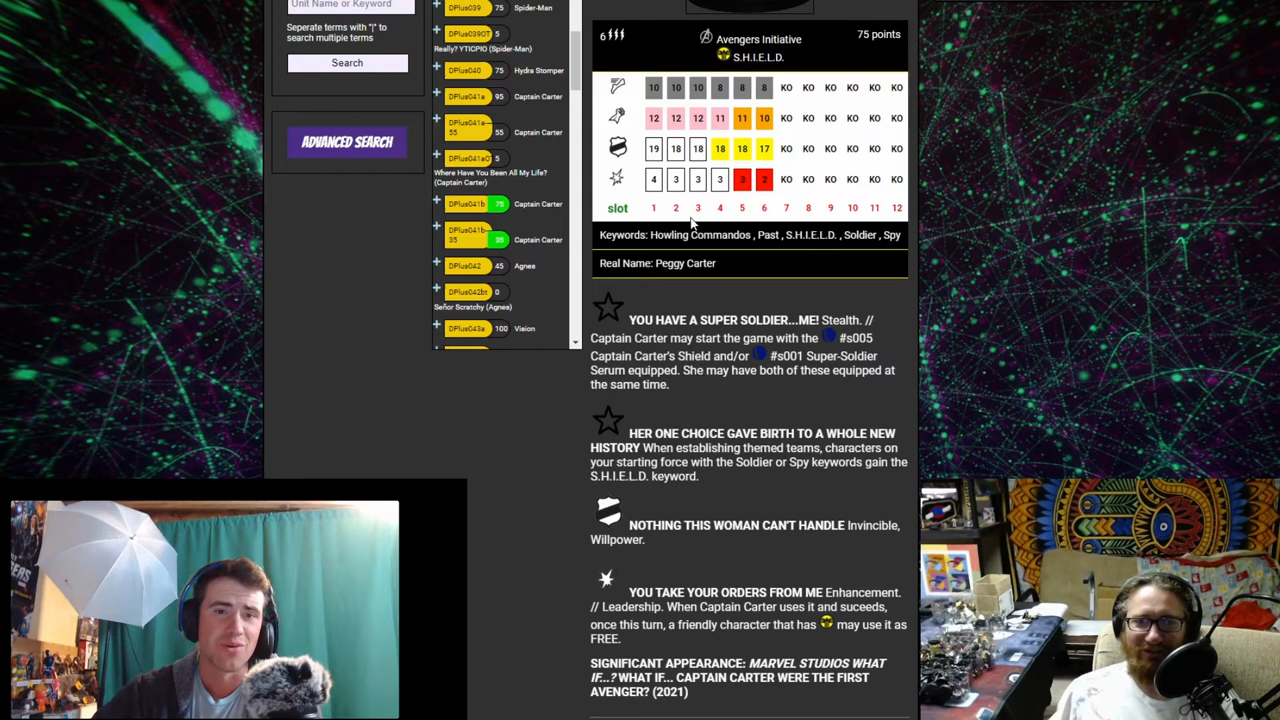 Unit Name or Keyword
Seperate terms with "|" to
search multiple terms
Search
ADVANCED SEARCH
DPlus039 75 Spider-Man
DPlus039OT 5
Really? YTICPIO (Spider-Man)
DPlus040 75 Hydra Stomper
DPlus041a 95 Captain Carter
DPlus041a-
55 55 Captain Carter
DPlus041aOT 5
Where Have You Been All My Life?
(Captain Carter)
DPlus041b 75 Captain Carter
DPlus041b-
35 35 Captain Carter
DPlus042 45 Agnes
DPlus042bt 0
Señor Scratchy (Agnes)
DPlus043a 100 Vision
6 Avengers Initiative 75 points
S.H.I.E.L.D.
10 10 10 8 8 8 KO KO KO KO KO KO
12 12 12 11 11 10 KO KO KO KO KO KO
19 18 18 18 18 17 KO KO KO KO KO KO
4 3 3 3 3 2 KO KO KO KO KO KO
slot 1 2 3 4 5 6 7 8 9 10 11 12
Keywords: Howling Commandos , Past , S.H.I.E.L.D. , Soldier , Spy
Real Name: Peggy Carter
YOU HAVE A SUPER SOLDIER...ME! Stealth. //
Captain Carter may start the game with the #s005
Captain Carter's Shield and/or #s001 Super-Soldier
Serum equipped. She may have both of these equipped at
the same time.
HER ONE CHOICE GAVE BIRTH TO A WHOLE NEW
HISTORY When establishing themed teams, characters on
your starting force with the Soldier or Spy keywords gain the
S.H.I.E.L.D. keyword.
NOTHING THIS WOMAN CAN'T HANDLE Invincible,
Willpower.
YOU TAKE YOUR ORDERS FROM ME Enhancement.
// Leadership. When Captain Carter uses it and suceeds,
once this turn, a friendly character that has may use it as
FREE.
SIGNIFICANT APPEARANCE: MARVEL STUDIOS WHAT
IF...? WHAT IF... CAPTAIN CARTER WERE THE FIRST
AVENGER? (2021)